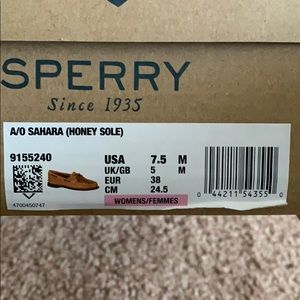 SPERRY
Since 1935
A/O SAHARA (HONEY SOLE)
9155240
USA 7.5 M
UK/GB 5 M
EUR 38
CM 24.5
4700450747
WOMENS/FEMMES
0 44211 54355 0